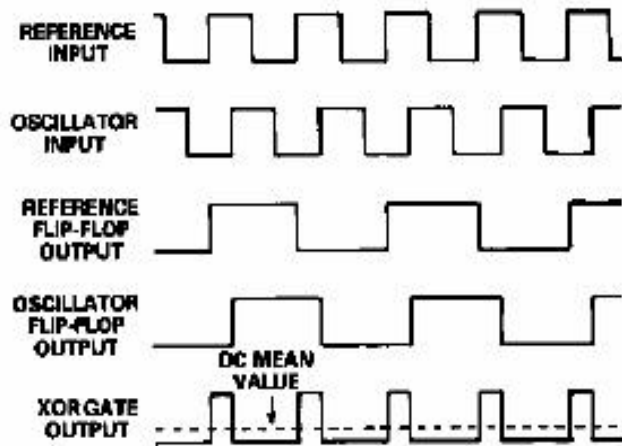 REFERENCE
INPUT
OSCILLATOR
INPUT
REFERENCE
FLIP-FLOP
OUTPUT
OSCILLATOR
FLIP-FLOP
OUTPUT
DC MEAN
VALUE
XOR GATE
OUTPUT